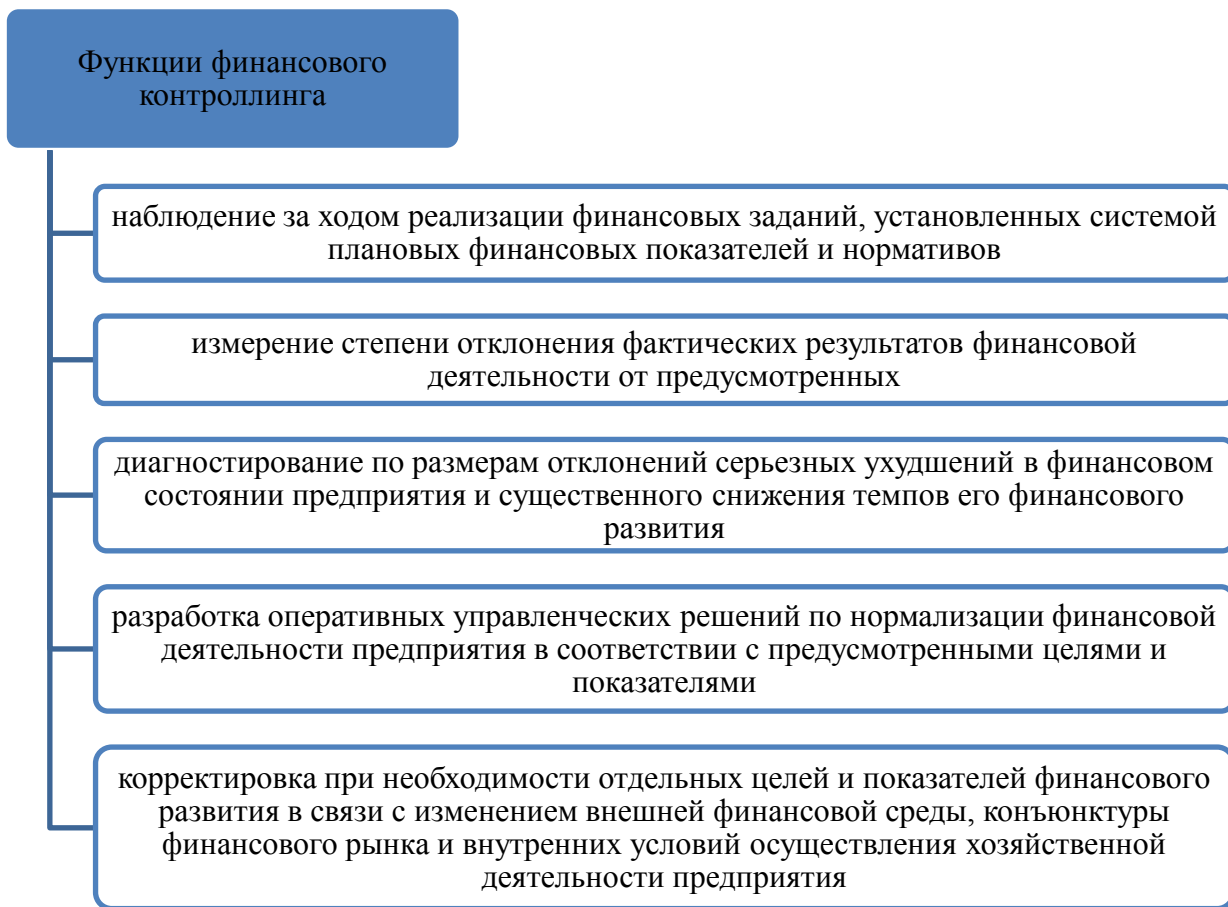 Функции финансового
контроллинга
наблюдение за ходом реализации финансовых заданий, установленных системой
плановых финансовых показателей и нормативов
измерение степени отклонения фактических результатов финансовой
деятельности от предусмотренных
диагностирование по размерам отклонений серьезных ухудшений в финансовом
состоянии предприятия и существенного снижения темпов его финансового
развития
разработка оперативных управленческих решений по нормализации финансовой
деятельности предприятия в соответствии с предусмотренными целями и
показателями
корректировка при необходимости отдельных целей и показателей финансового
развития в связи с изменением внешней финансовой среды, конъюнктуры
финансового рынка и внутренних условий осуществления хозяйственной
деятельности предприятия